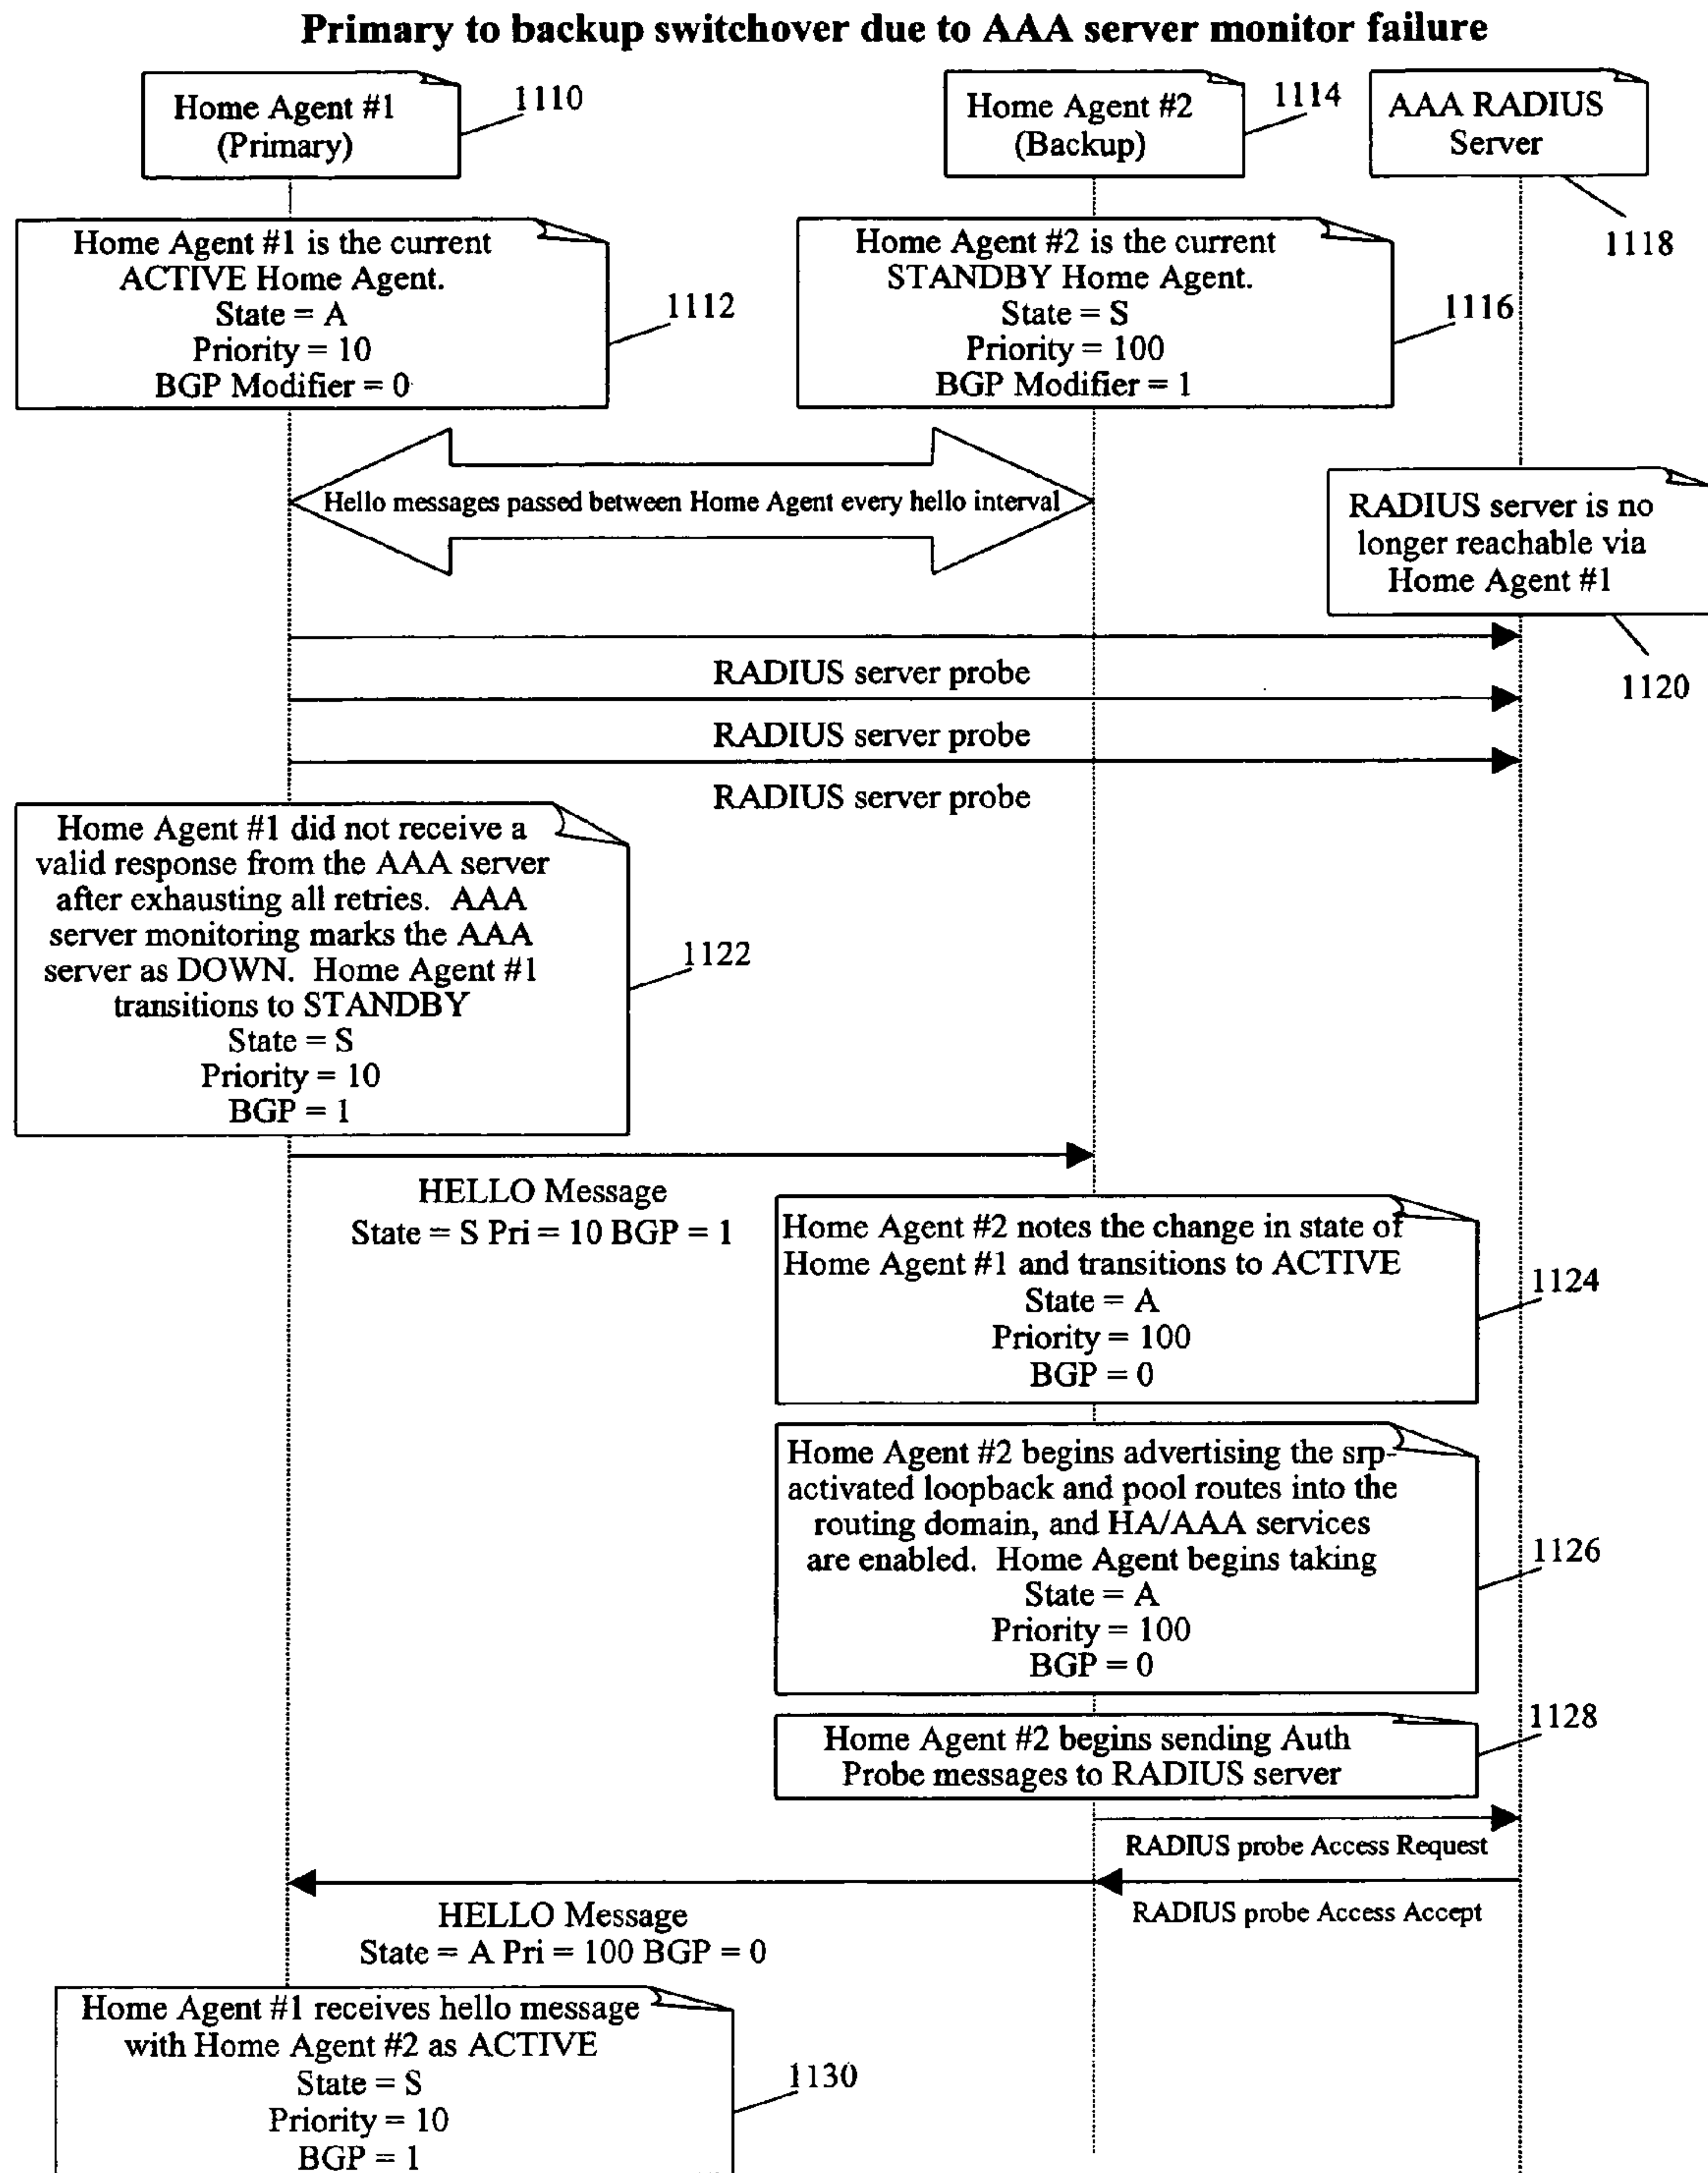 Primary to backup switchover due to AAA server monitor failure
Home Agent #1
(Primary)
1110
Home Agent #2
(Backup)
1114
AAA RADIUS
Server
1118
Home Agent #1 is the current
ACTIVE Home Agent.
State = A
Priority = 10
BGP Modifier = 0
1112
Home Agent #2 is the current
STANDBY Home Agent.
State = S
Priority = 100
BGP Modifier = 1
1116
Hello messages passed between Home Agent every hello interval
RADIUS server is no
longer reachable via
Home Agent #1
1120
RADIUS server probe
RADIUS server probe
RADIUS server probe
Home Agent #1 did not receive a
valid response from the AAA server
after exhausting all retries. AAA
server monitoring marks the AAA
server as DOWN. Home Agent #1
transitions to STANDBY
State = S
Priority = 10
BGP = 1
1122
HELLO Message
State = S Pri = 10 BGP = 1
Home Agent #2 notes the change in state of
Home Agent #1 and transitions to ACTIVE
State = A
Priority = 100
BGP = 0
1124
Home Agent #2 begins advertising the srp-
activated loopback and pool routes into the
routing domain, and HA/AAA services
are enabled. Home Agent begins taking
State = A
Priority = 100
BGP = 0
1126
Home Agent #2 begins sending Auth
Probe messages to RADIUS server
1128
RADIUS probe Access Request
RADIUS probe Access Accept
HELLO Message
State = A Pri = 100 BGP = 0
Home Agent #1 receives hello message
with Home Agent #2 as ACTIVE
State = S
Priority = 10
BGP = 1
1130